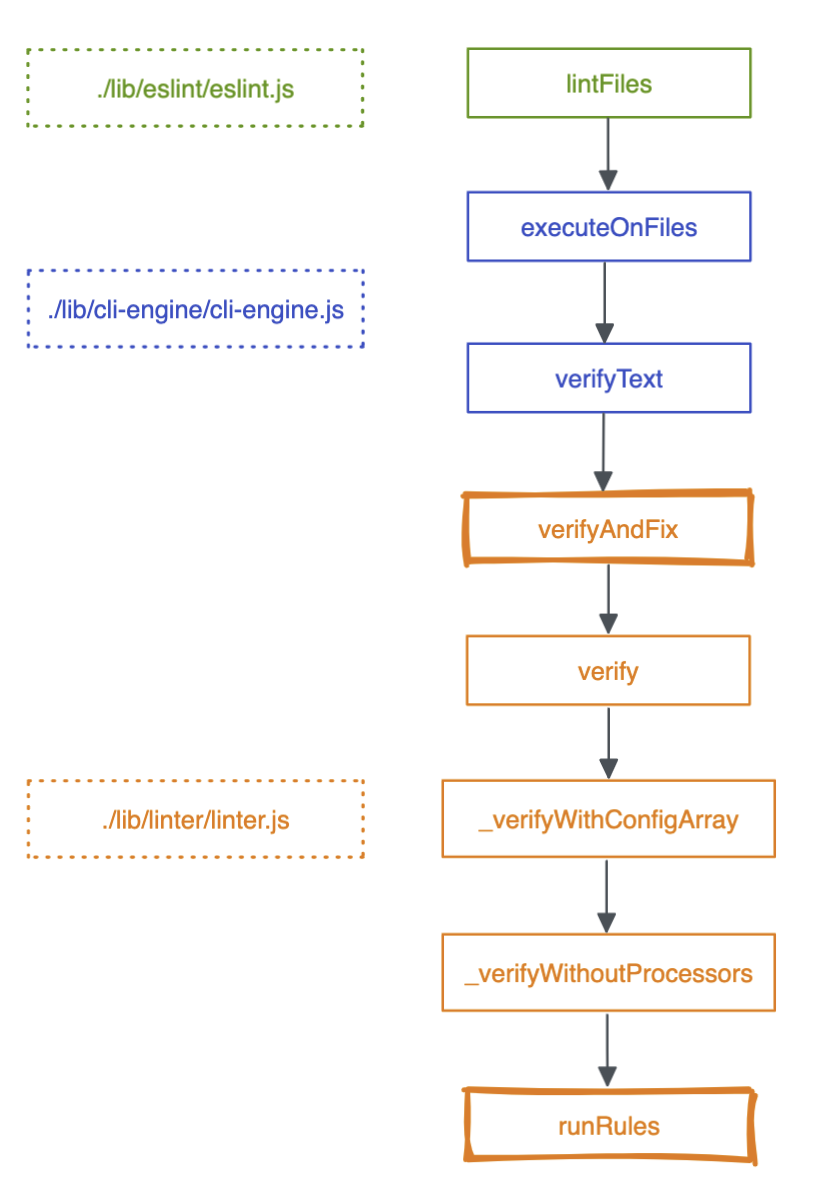 ./lib/eslint/eslint.js
lintFiles
executeOnFiles
./lib/cli-engine/cli-engine.js
verifyText
verifyAndFix
verify
./lib/linter/linter.js
_verifyWithConfigArray
_verifyWithoutProcessors
runRules